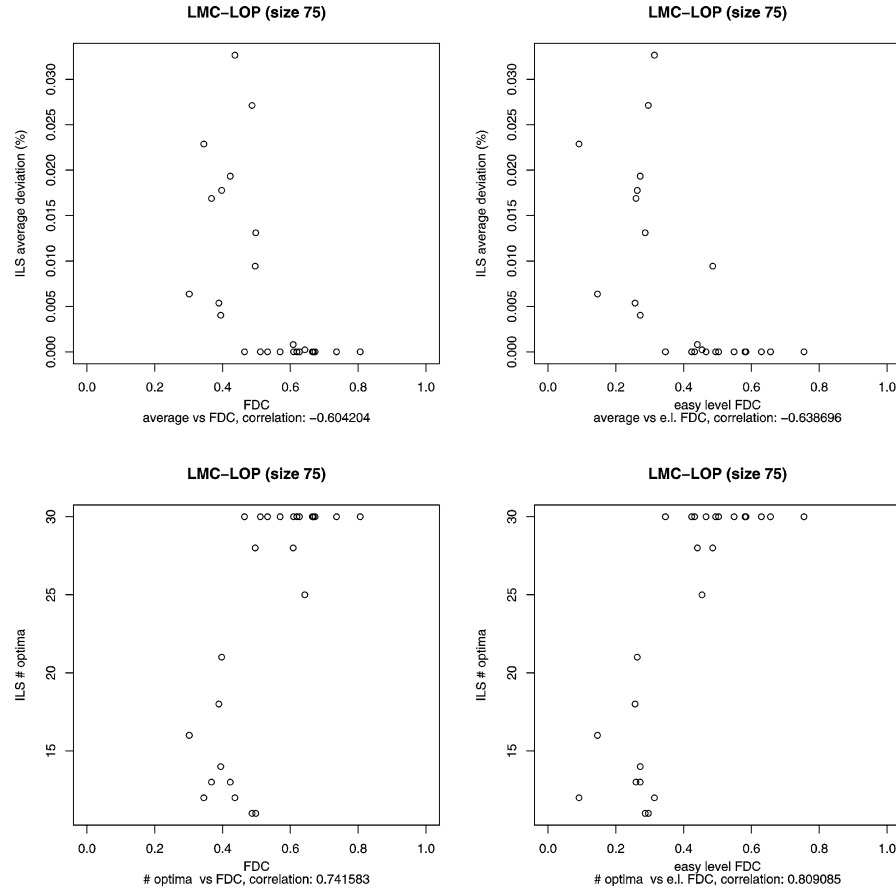 LMC−LOP (size 75)
ILS average deviation (%)
0.000 0.005 0.010 0.015 0.020 0.025 0.030
0.0 0.2 0.4 0.6 0.8 1.0
FDC
average vs FDC, correlation: −0.604204
LMC−LOP (size 75)
ILS average deviation (%)
0.000 0.005 0.010 0.015 0.020 0.025 0.030
0.0 0.2 0.4 0.6 0.8 1.0
easy level FDC
average vs e.l. FDC, correlation: −0.638696
LMC−LOP (size 75)
ILS # optima
15 20 25 30
0.0 0.2 0.4 0.6 0.8 1.0
FDC
# optima vs FDC, correlation: 0.741583
LMC−LOP (size 75)
ILS # optima
15 20 25 30
0.0 0.2 0.4 0.6 0.8 1.0
easy level FDC
# optima vs e.l. FDC, correlation: 0.809085